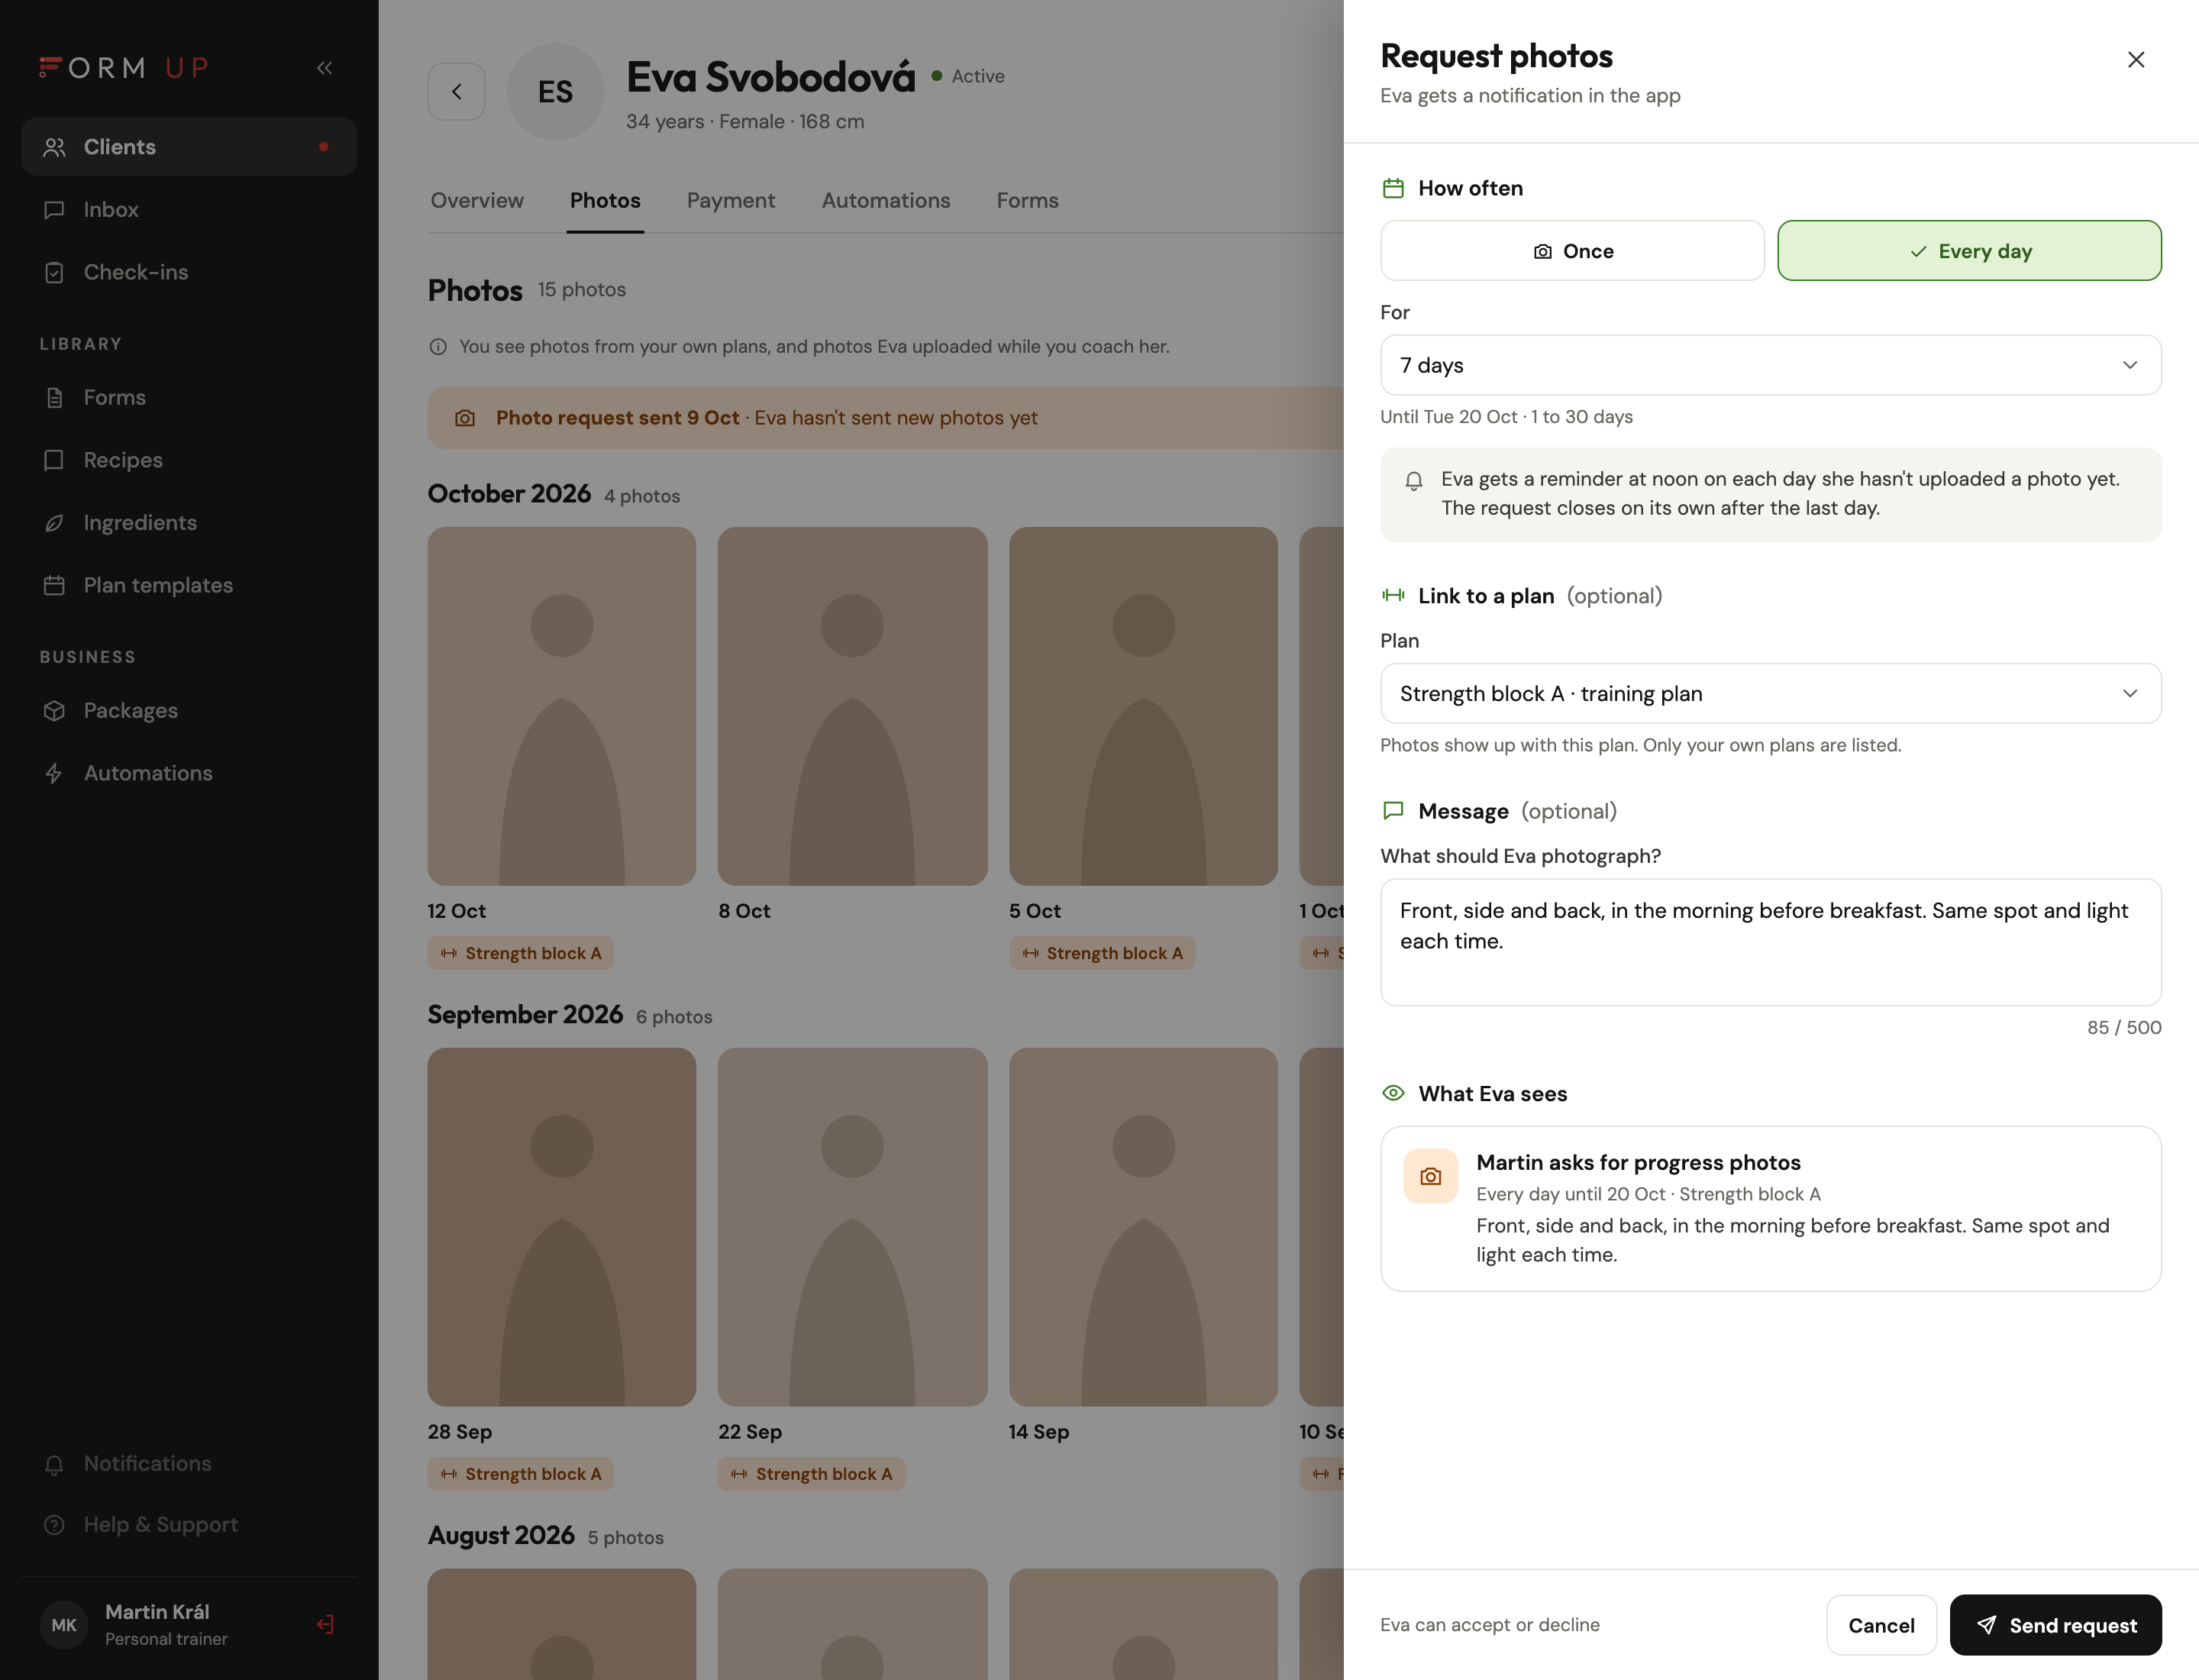 FORM UP
Clients
Inbox
Check-ins
LIBRARY
Forms
Recipes
Ingredients
Plan templates
BUSINESS
Packages
Automations
Notifications
Help & Support
MK
Martin Král
Personal trainer
ES
Eva Svobodová
Active
34 years · Female · 168 cm
Overview
Photos
Payment
Automations
Forms
Photos
15 photos
You see photos from your own plans, and photos Eva uploaded while you coach her.
Photo request sent 9 Oct · Eva hasn't sent new photos yet
October 2026
4 photos
12 Oct
8 Oct
5 Oct
1 Oct
Strength block A
Strength block A
September 2026
6 photos
28 Sep
22 Sep
14 Sep
10
Strength block A
Strength block A
August 2026
5 photos
Request photos
Eva gets a notification in the app
How often
Once
Every day
For
7 days
Until Tue 20 Oct · 1 to 30 days
Eva gets a reminder at noon on each day she hasn't uploaded a photo yet.
The request closes on its own after the last day.
Link to a plan (optional)
Plan
Strength block A · training plan
Photos show up with this plan. Only your own plans are listed.
Message (optional)
What should Eva photograph?
Front, side and back, in the morning before breakfast. Same spot and light
each time.
85 / 500
What Eva sees
Martin asks for progress photos
Every day until 20 Oct · Strength block A
Front, side and back, in the morning before breakfast. Same spot and
light each time.
Eva can accept or decline
Cancel
Send request